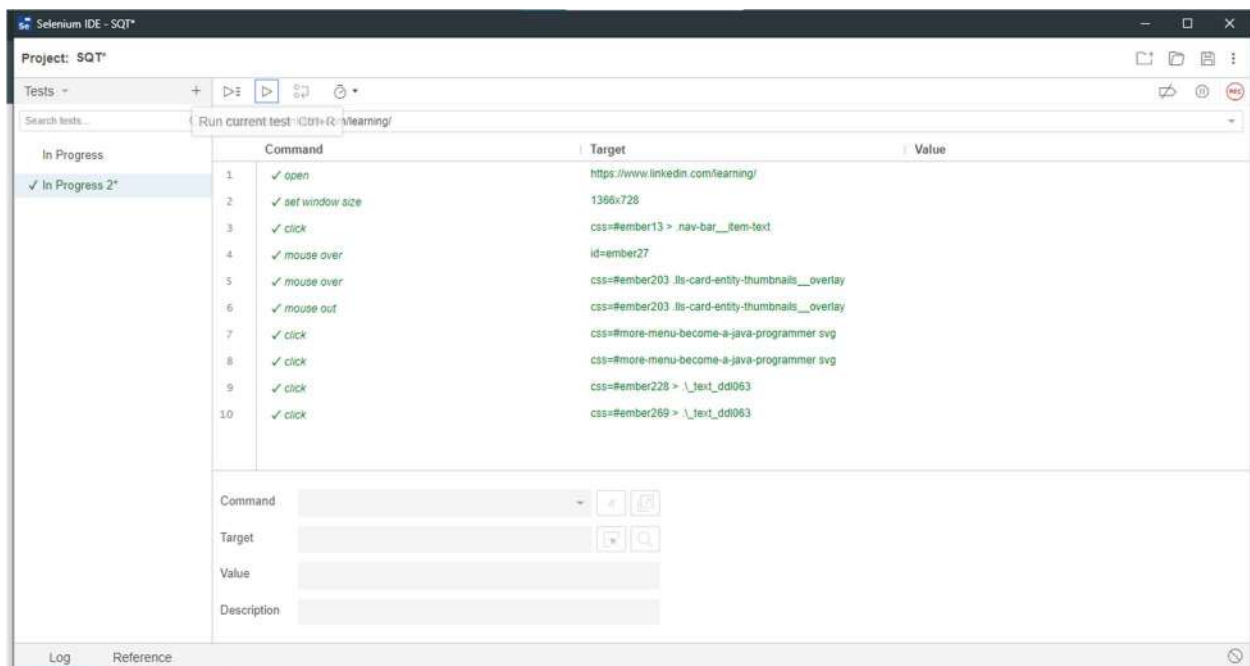 Selenium IDE - SQT*
Project: SQT*
Tests
Search tests...
Run current test Ctrl+R m/learning/
In Progress
✓ In Progress 2*
Command Target Value
1 ✓ open https://www.linkedin.com/learning/
2 ✓ set window size 1366x728
3 ✓ click css=#ember13 > .nav-bar__item-text
4 ✓ mouse over id=ember27
5 ✓ mouse over css=#ember203 .lls-card-entity-thumbnails__overlay
6 ✓ mouse out css=#ember203 .lls-card-entity-thumbnails__overlay
7 ✓ click css=#more-menu-become-a-java-programmer svg
8 ✓ click css=#more-menu-become-a-java-programmer svg
9 ✓ click css=#ember228 > .\_text_ddl063
10 ✓ click css=#ember269 > .\_text_ddl063
Command
Target
Value
Description
Log Reference
REC